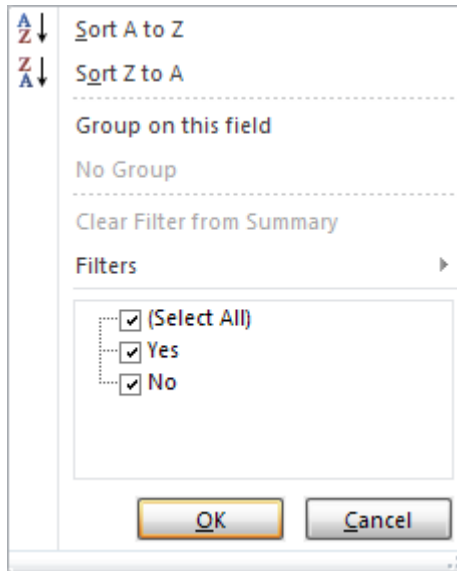 Sort A to Z
Sort Z to A
Group on this field
No Group
Clear Filter from Summary
Filters
(Select All)
Yes
No
OK Cancel